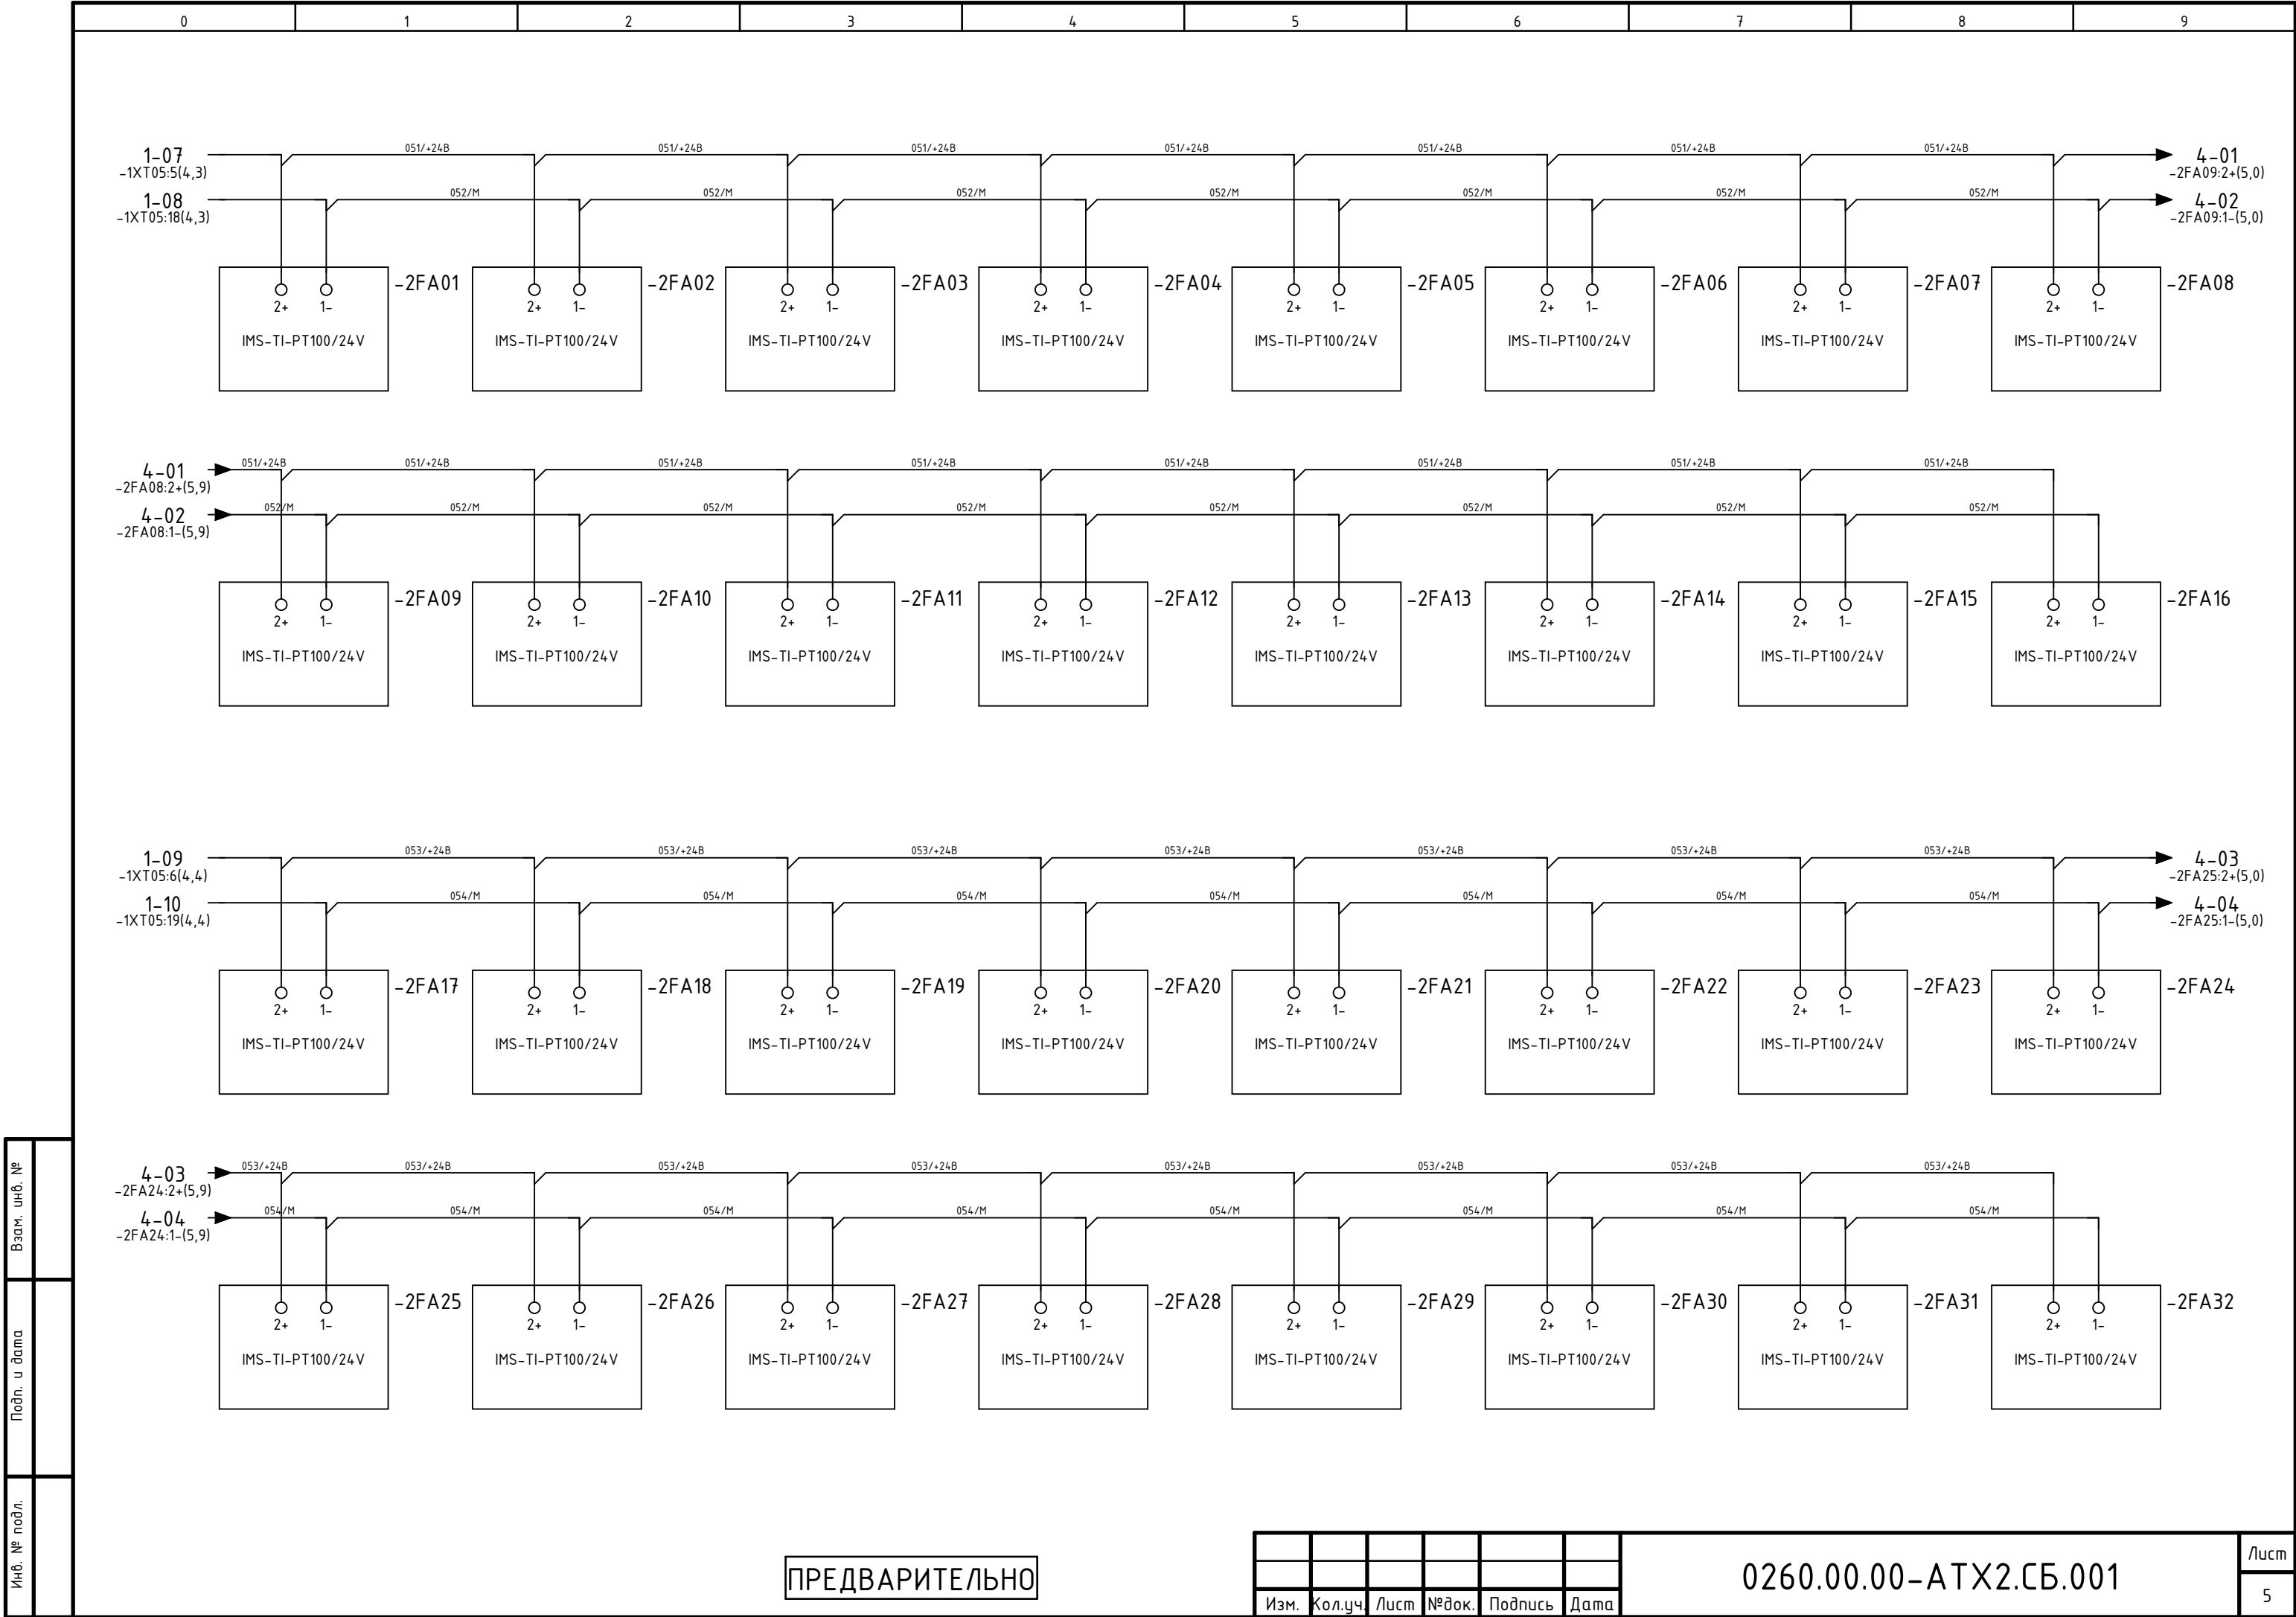 0 1 2 3 4 5 6 7 8 9
051/+24В 051/+24В 051/+24В 051/+24В 051/+24В 051/+24В 051/+24В
1-07 4-01
-1XT05:5(4,3) -2FA09:2+(5,0)
052/М 052/М 052/М 052/М 052/М 052/М 052/М
1-08 4-02
-1XT05:18(4,3) -2FA09:1-(5,0)
-2FA01 -2FA02 -2FA03 -2FA04 -2FA05 -2FA06 -2FA07 -2FA08
2+ 1- 2+ 1- 2+ 1- 2+ 1- 2+ 1- 2+ 1- 2+ 1- 2+ 1-
IMS-TI-PT100/24V IMS-TI-PT100/24V IMS-TI-PT100/24V IMS-TI-PT100/24V IMS-TI-PT100/24V IMS-TI-PT100/24V IMS-TI-PT100/24V IMS-TI-PT100/24V
051/+24В 051/+24В 051/+24В 051/+24В 051/+24В 051/+24В 051/+24В 051/+24В
4-01
-2FA08:2+(5,9)
052/М 052/М 052/М 052/М 052/М 052/М 052/М 052/М
4-02
-2FA08:1-(5,9)
-2FA09 -2FA10 -2FA11 -2FA12 -2FA13 -2FA14 -2FA15 -2FA16
2+ 1- 2+ 1- 2+ 1- 2+ 1- 2+ 1- 2+ 1- 2+ 1- 2+ 1-
IMS-TI-PT100/24V IMS-TI-PT100/24V IMS-TI-PT100/24V IMS-TI-PT100/24V IMS-TI-PT100/24V IMS-TI-PT100/24V IMS-TI-PT100/24V IMS-TI-PT100/24V
053/+24В 053/+24В 053/+24В 053/+24В 053/+24В 053/+24В 053/+24В
1-09 4-03
-1XT05:6(4,4) -2FA25:2+(5,0)
054/М 054/М 054/М 054/М 054/М 054/М 054/М
1-10 4-04
-1XT05:19(4,4) -2FA25:1-(5,0)
-2FA17 -2FA18 -2FA19 -2FA20 -2FA21 -2FA22 -2FA23 -2FA24
2+ 1- 2+ 1- 2+ 1- 2+ 1- 2+ 1- 2+ 1- 2+ 1- 2+ 1-
IMS-TI-PT100/24V IMS-TI-PT100/24V IMS-TI-PT100/24V IMS-TI-PT100/24V IMS-TI-PT100/24V IMS-TI-PT100/24V IMS-TI-PT100/24V IMS-TI-PT100/24V
053/+24В 053/+24В 053/+24В 053/+24В 053/+24В 053/+24В 053/+24В 053/+24В
4-03
-2FA24:2+(5,9)
054/М 054/М 054/М 054/М 054/М 054/М 054/М 054/М
4-04
-2FA24:1-(5,9)
-2FA25 -2FA26 -2FA27 -2FA28 -2FA29 -2FA30 -2FA31 -2FA32
2+ 1- 2+ 1- 2+ 1- 2+ 1- 2+ 1- 2+ 1- 2+ 1- 2+ 1-
IMS-TI-PT100/24V IMS-TI-PT100/24V IMS-TI-PT100/24V IMS-TI-PT100/24V IMS-TI-PT100/24V IMS-TI-PT100/24V IMS-TI-PT100/24V IMS-TI-PT100/24V
Взам. инв. №
Подп. и дата
Инв. № подл.
ПРЕДВАРИТЕЛЬНО
Изм. Кол.уч. Лист №док. Подпись Дата
0260.00.00-АТХ2.СБ.001
Лист
5